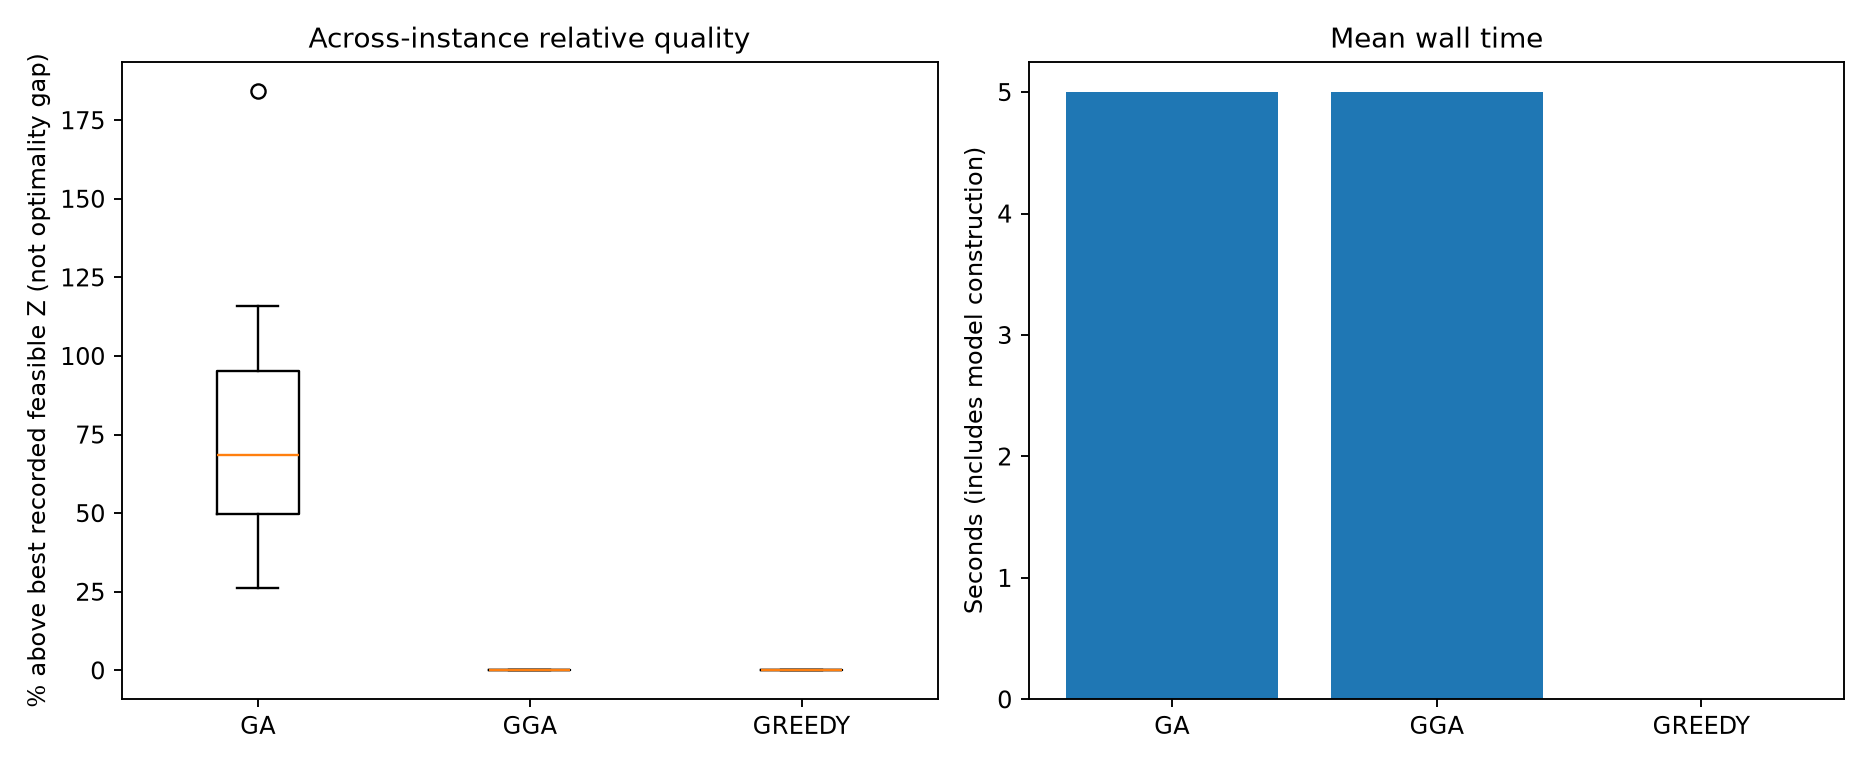 Across-instance relative quality
% above best recorded feasible Z (not optimality gap)
175
150
125
100
75
50
25
0
GA GGA GREEDY
Mean wall time
Seconds (includes model construction)
5
4
3
2
1
0
GA GGA GREEDY